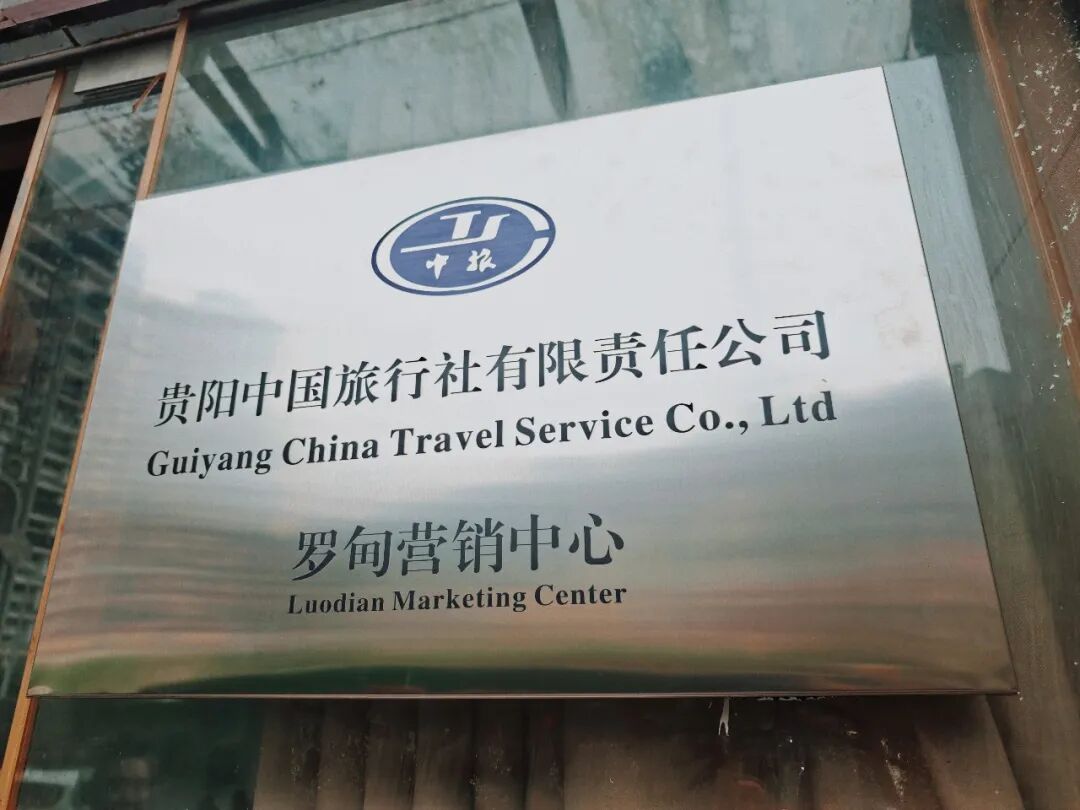 中旅
贵阳中国旅行社有限责任公司
Guiyang China Travel Service Co., Ltd
罗甸营销中心
Luodian Marketing Center